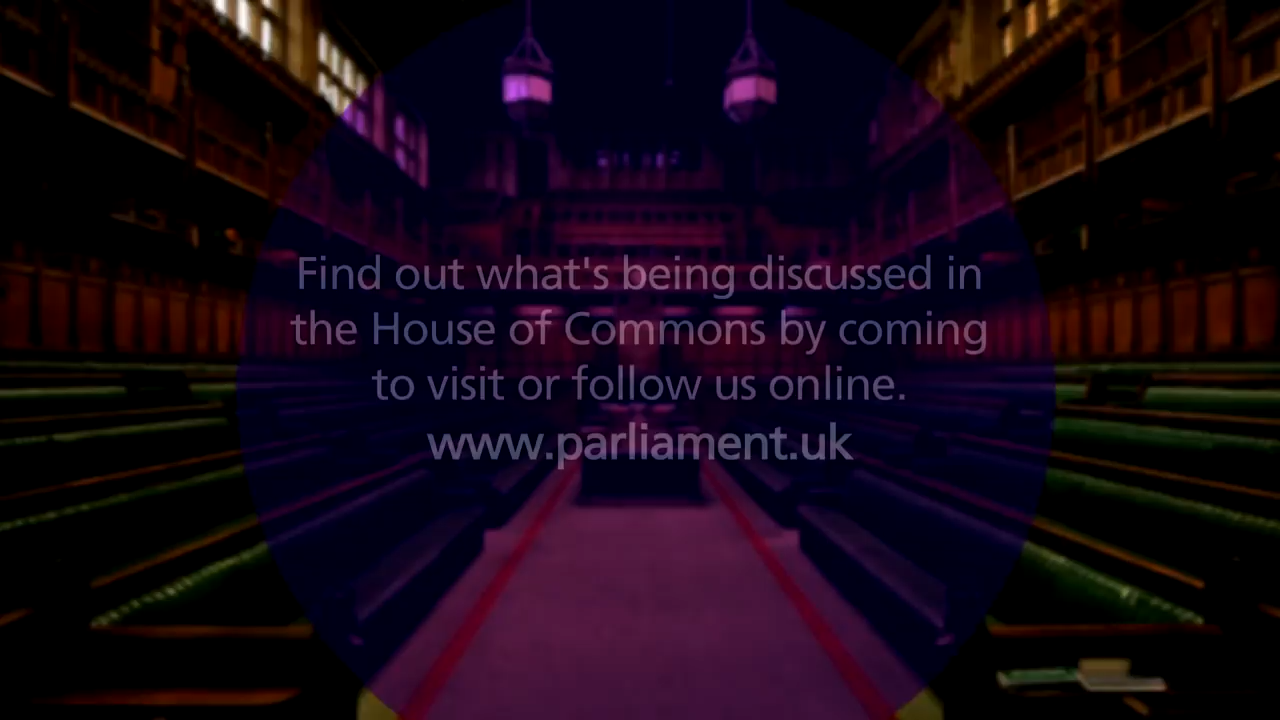 Find out what's being discussed in
the House of Commons by coming
to visit or follow us online.
www.parliament.uk